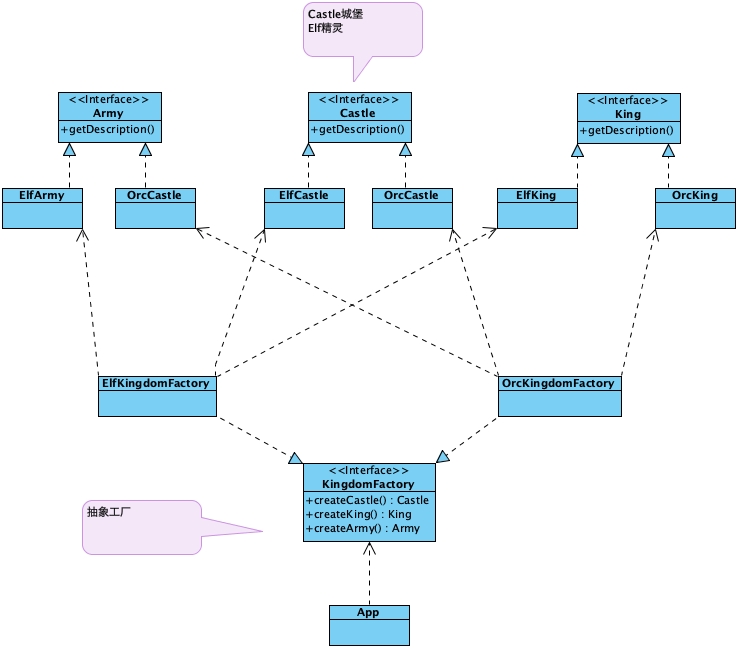 Castle城堡
Elf精灵
<<Interface>>
Army
+getDescription()
<<Interface>>
Castle
+getDescription()
<<Interface>>
King
+getDescription()
ElfArmy
OrcCastle
ElfCastle
OrcCastle
ElfKing
OrcKing
ElfKingdomFactory
OrcKingdomFactory
<<Interface>>
KingdomFactory
+createCastle() : Castle
+createKing() : King
+createArmy() : Army
抽象工厂
App